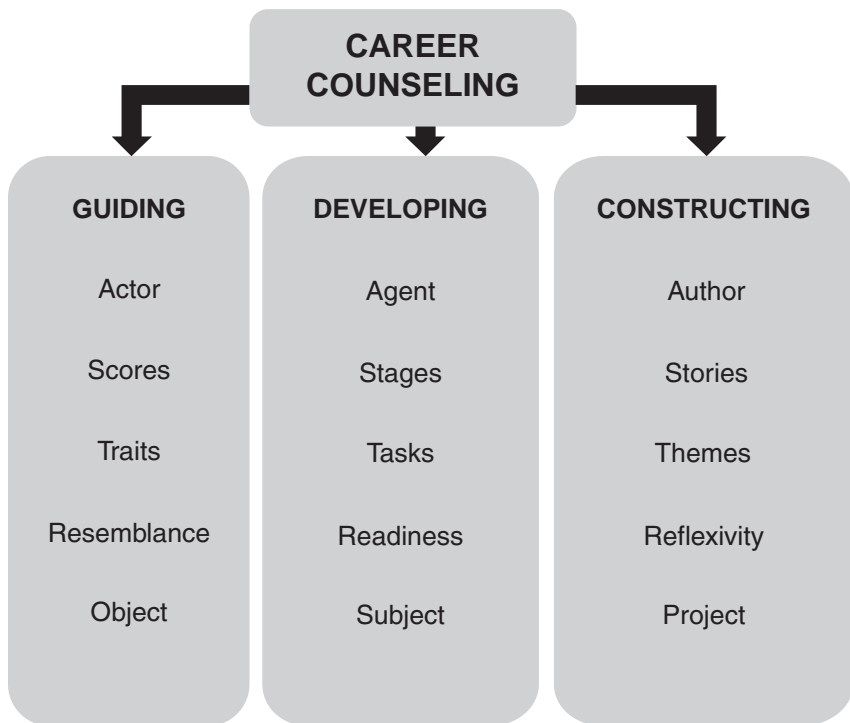 CAREER
COUNSELING
GUIDING
Actor
Scores
Traits
Resemblance
Object
DEVELOPING
Agent
Stages
Tasks
Readiness
Subject
CONSTRUCTING
Author
Stories
Themes
Reflexivity
Project